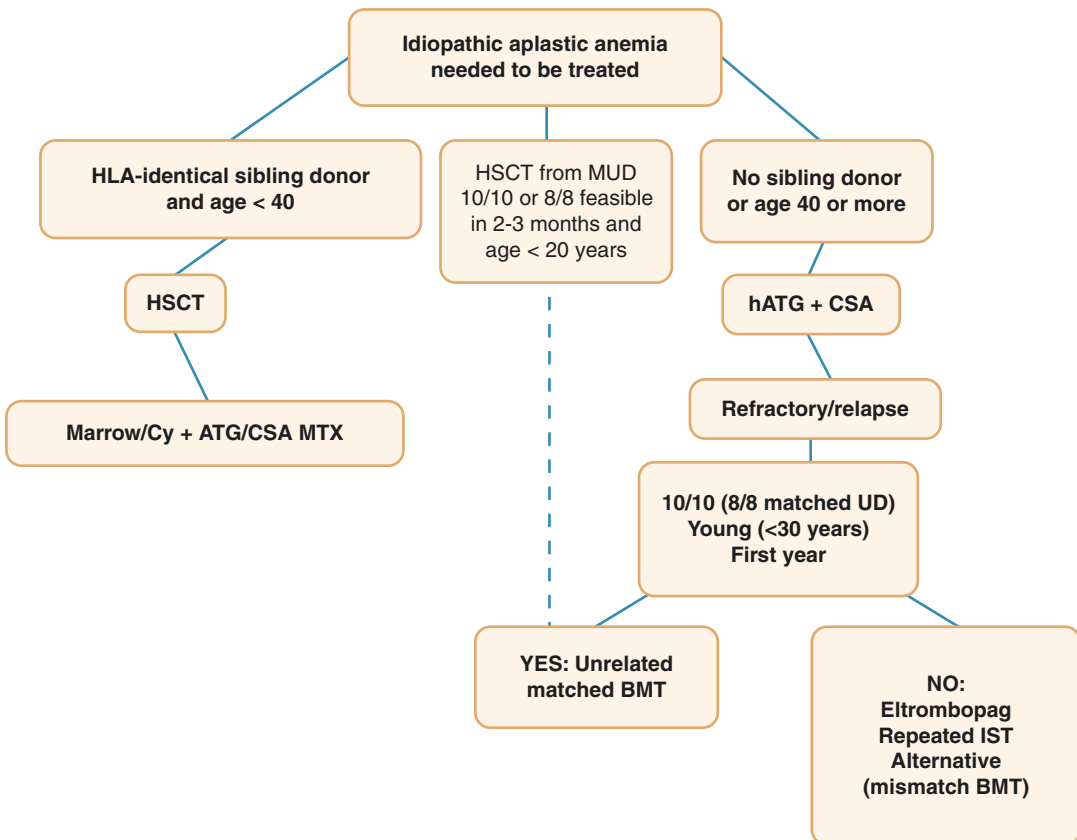 Idiopathic aplastic anemia
needed to be treated
HLA-identical sibling donor
and age < 40
HSCT from MUD
10/10 or 8/8 feasible
in 2-3 months and
age < 20 years
No sibling donor
or age 40 or more
HSCT
hATG + CSA
Marrow/Cy + ATG/CSA MTX
Refractory/relapse
10/10 (8/8 matched UD)
Young (<30 years)
First year
YES: Unrelated
matched BMT
NO:
Eltrombopag
Repeated IST
Alternative
(mismatch BMT)